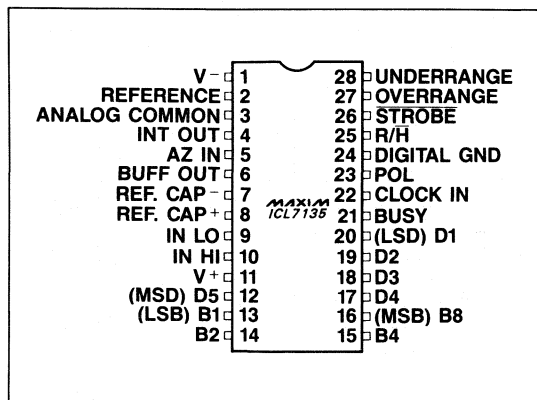 V- 1 28 UNDERRANGE
REFERENCE 2 27 OVERRANGE
ANALOG COMMON 3 26 STROBE
INT OUT 4 25 R/H
AZ IN 5 24 DIGITAL GND
BUFF OUT 6 23 POL
REF. CAP- 7 22 CLOCK IN
MAXIM
REF. CAP+ 8 ICL7135 21 BUSY
IN LO 9 20 (LSD) D1
IN HI 10 19 D2
V+ 11 18 D3
(MSD) D5 12 17 D4
(LSB) B1 13 16 (MSB) B8
B2 14 15 B4